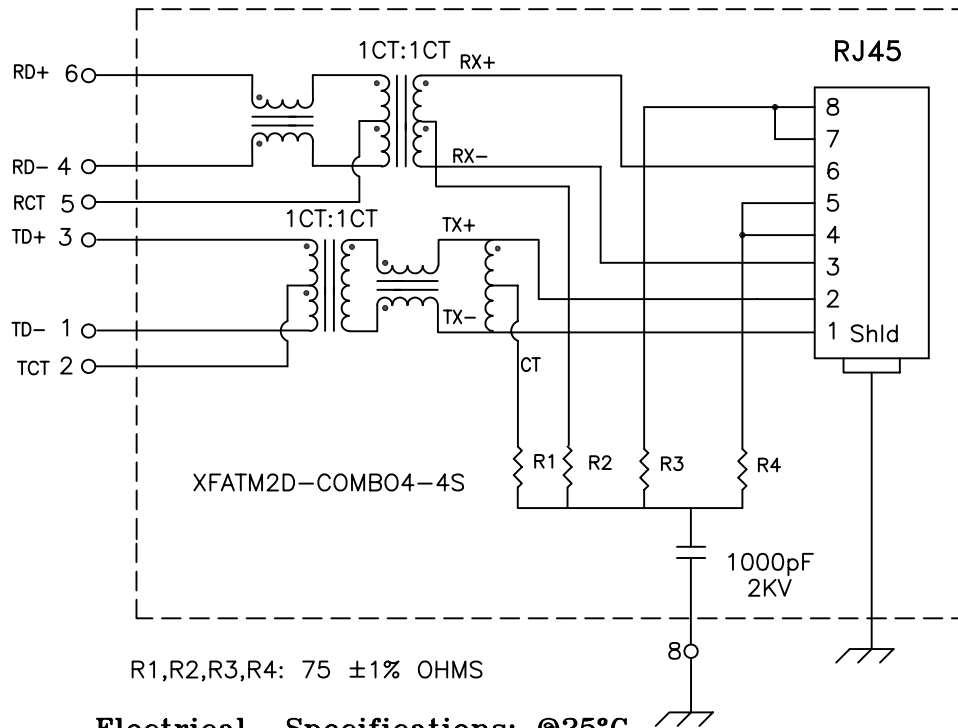 1CT:1CT
RJ45
RD+ 6
RX+
8
7
RD- 4
RX-
6
RCT 5
5
1CT:1CT
TX+
TD+ 3
4
3
2
TD- 1
TX-
1 Shld
TCT 2
CT
R1 R2 R3 R4
XFATM2D-COMBO4-4S
1000pF
2KV
8
R1,R2,R3,R4: 75 ±1% OHMS
Electrical Specifications: @25°C